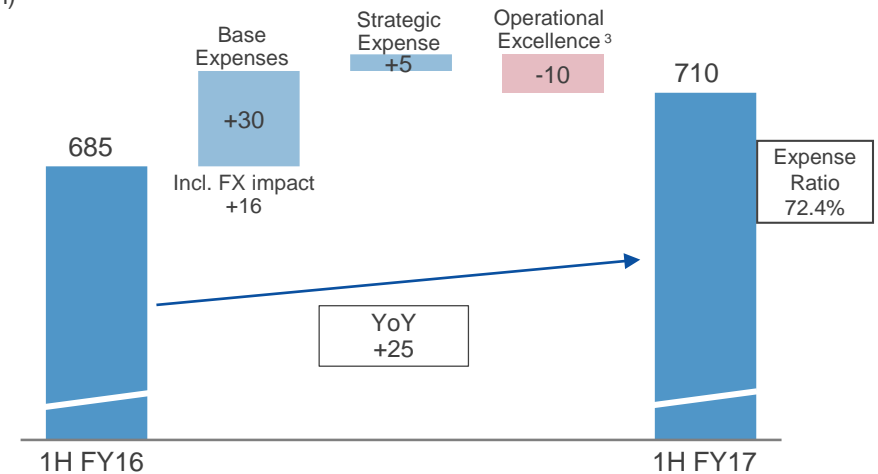 Base
Expenses
Strategic
Expense
Operational
Excellence 3
685
+30
+5
-10
710
Incl. FX impact
+16
Expense
Ratio
72.4%
YoY
+25
1H FY16
1H FY17